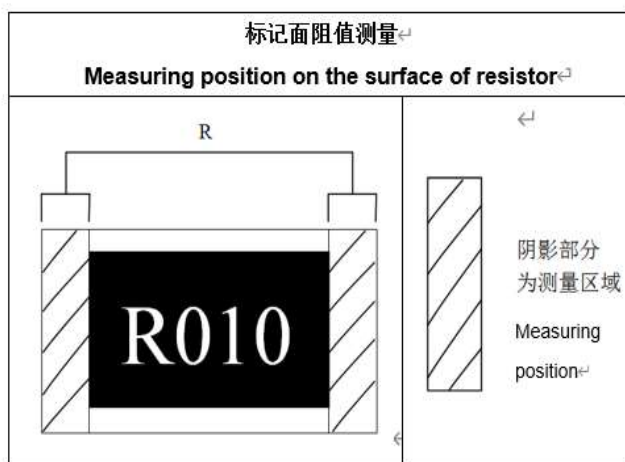 标记面阻值测量
Measuring position on the surface of resistor
R
R010
阴影部分
为测量区域
Measuring
position